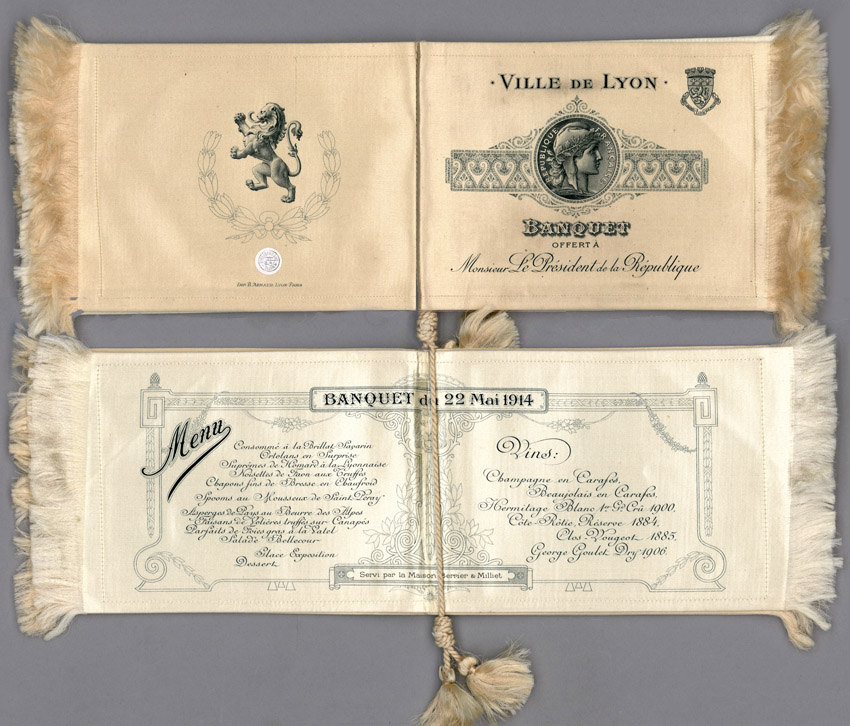 · VILLE DE LYON ·
RÉPUBLIQUE FRANÇAISE
BANQUET
OFFERT À
Monsieur Le Président de la République
IMP. B. ARNAUD, LYON PARIS
BANQUET du 22 Mai 1914
Menu
Consommé à la Brillat Savarin
Ortolans en Surprise
Suprêmes de Homard à la Lyonnaise
Noisettes de Faon aux Truffes
Chapons fins de Bresse en Chaufroid
Spooms au Mousseux de Saint Péray
Asperges de Pays au Beurre des Alpes
Faisans de Volières truffés sur Canapés
Parfaits de Foies gras à la Vatel
Salade Bellecour
Glace Exposition
Dessert
Vins:
Champagne en Carafes,
Beaujolais en Carafes,
Hermitage Blanc 1er Gd Crû 1900,
Côte-Rôtie, Réserve 1884,
Clos-Vougeot 1885,
George Goulet Dry 1906
Servi par la Maison Berrier & Milliet